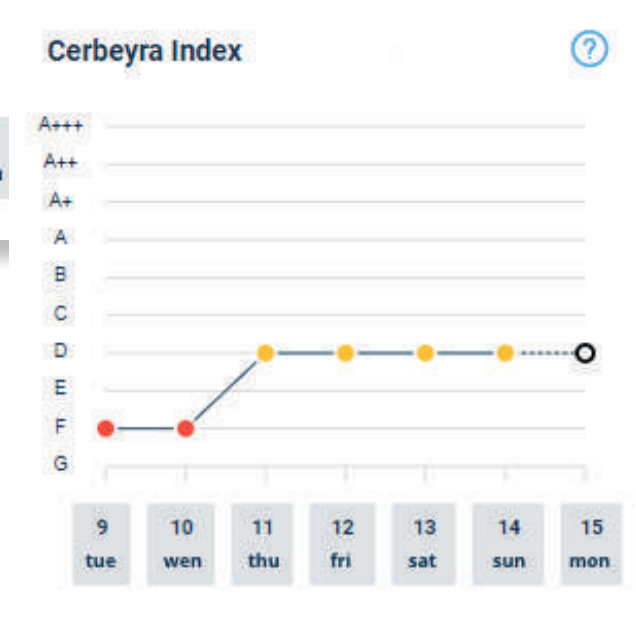 Cerbeyra Index
?
A+++
A++
A+
A
B
C
D
E
F
G
9 10 11 12 13 14 15
tue wen thu fri sat sun mon